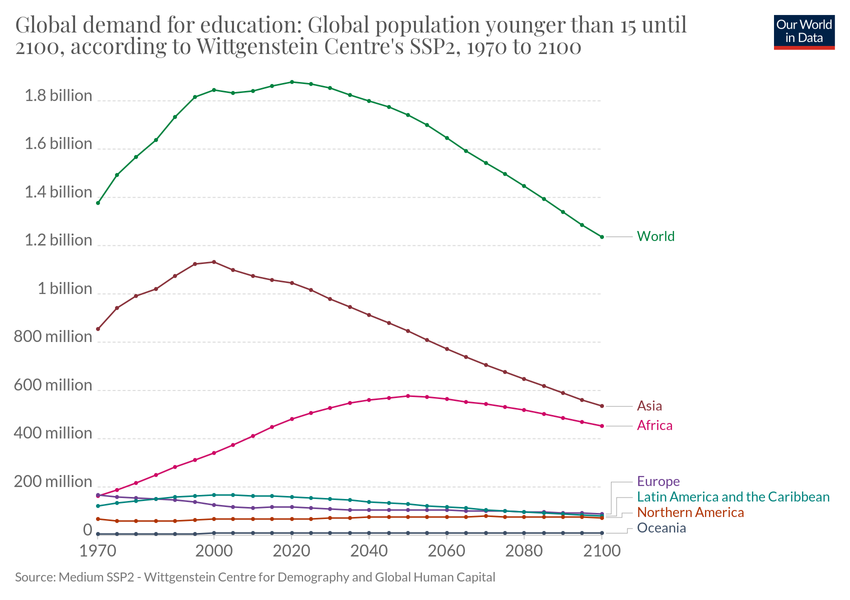 Global demand for education: Global population younger than 15 until
2100, according to Wittgenstein Centre's SSP2, 1970 to 2100
Our World
in Data
1.8 billion
1.6 billion
1.4 billion
1.2 billion
1 billion
800 million
600 million
400 million
200 million
0
World
Asia
Africa
Europe
Latin America and the Caribbean
Northern America
Oceania
1970
2000
2020
2040
2060
2080
2100
Source: Medium SSP2 - Wittgenstein Centre for Demography and Global Human Capital